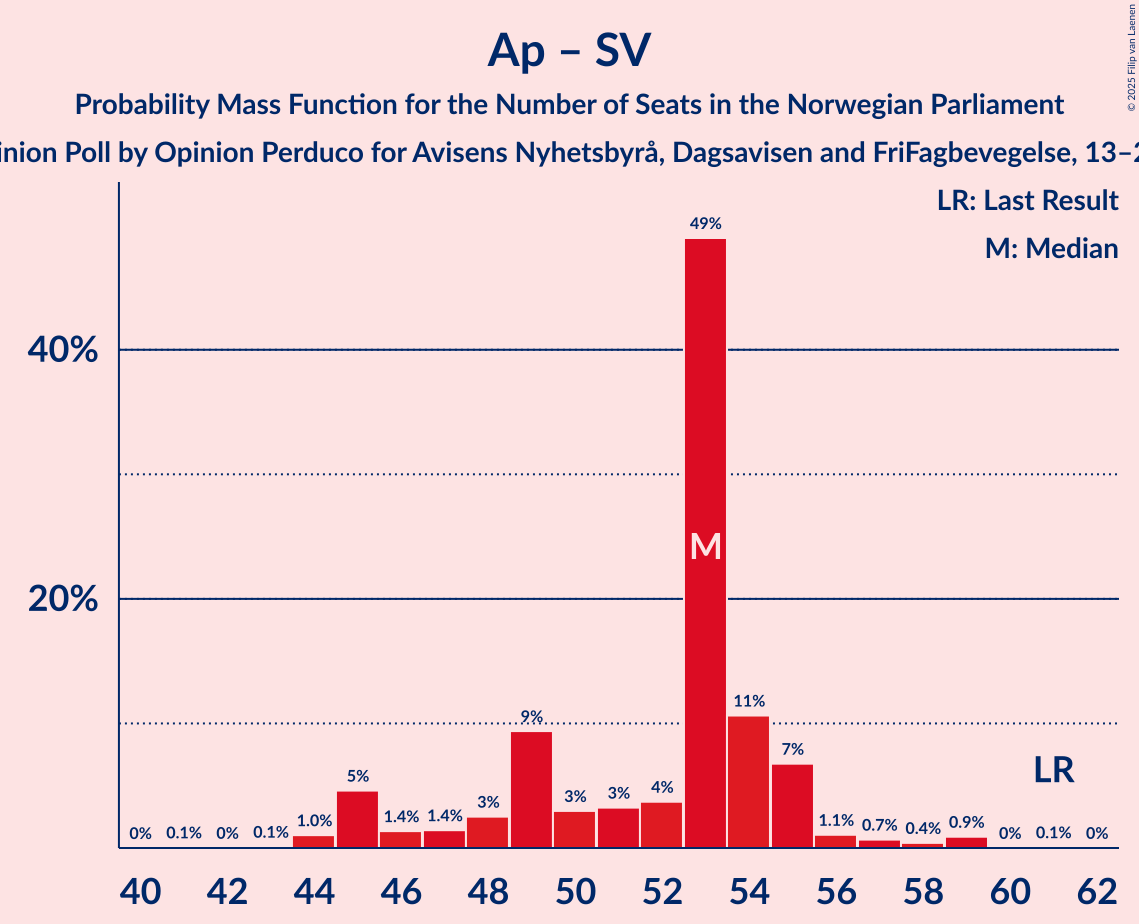 © 2025 Filip van Laenen
Ap – SV
Probability Mass Function for the Number of Seats in the Norwegian Parliament
inion Poll by Opinion Perduco for Avisens Nyhetsbyrå, Dagsavisen and FriFagbevegelse, 13–2
LR: Last Result
M: Median
49%
40%
M
20%
11%
9%
7%
LR
5%
4%
3%
3%
3%
1.4%
1.4%
1.0%
1.1%
0.7%
0.4%
0.9%
0%
0.1%
0%
0.1%
0%
0.1%
0%
40 42 44 46 48 50 52 54 56 58 60 62